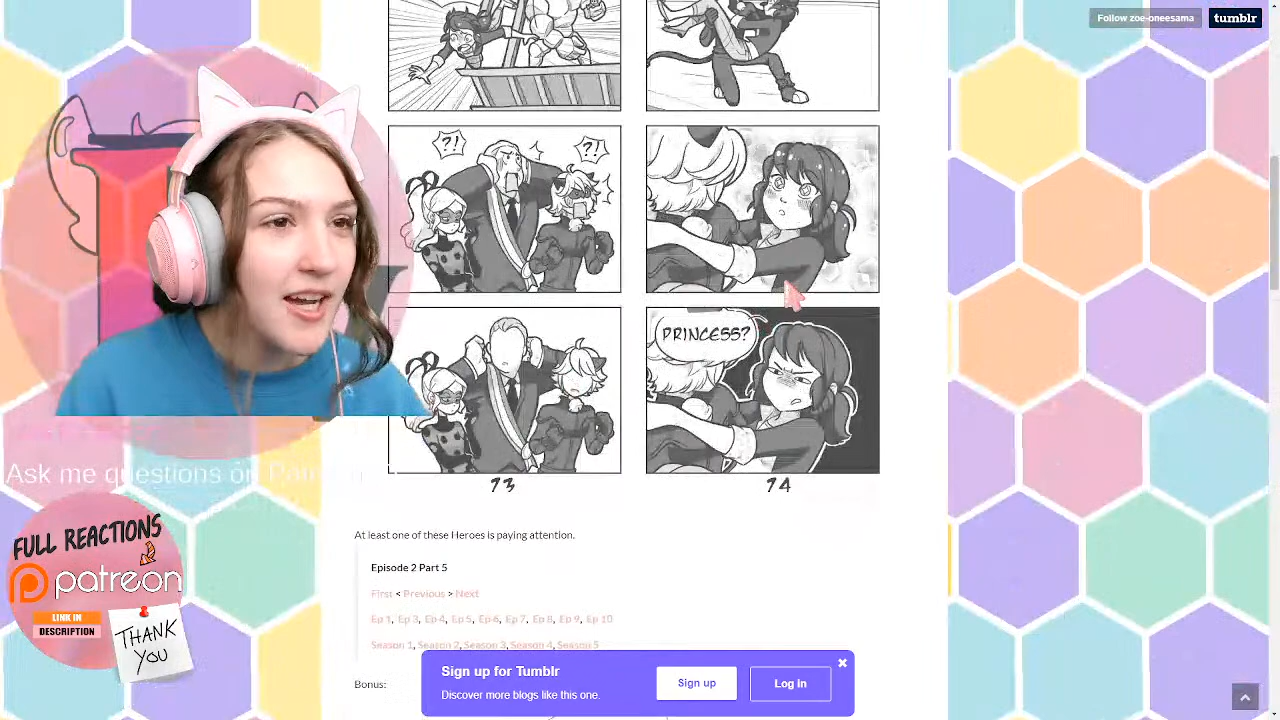 Follow zoe-oneesama
tumblr
?!
?!
PRINCESS?
73
74
At least one of these Heroes is paying attention.
Episode 2 Part 5
First < Previous > Next
Ep 1, Ep 3, Ep 4, Ep 5, Ep 6, Ep 7, Ep 8, Ep 9, Ep 10
Season 1, Season 2, Season 3, Season 4, Season 5
Bonus:
Sign up for Tumblr
Discover more blogs like this one.
Sign up
Log in
Ask me questions on
FULL REACTIONS
patreon
LINK IN
DESCRIPTION
THANK
YOU